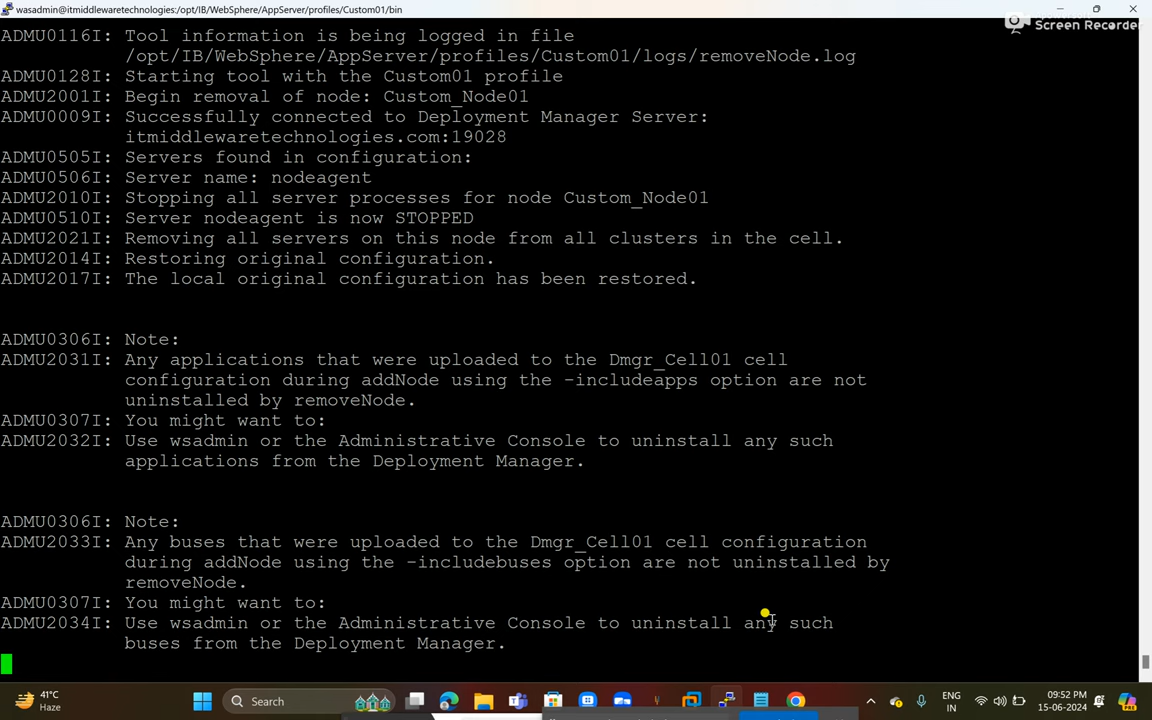 wasadmin@itmiddlewaretechnologies:/opt/IB/WebSphere/AppServer/profiles/Custom01/bin
Screen Recorder
ADMU0116I: Tool information is being logged in file
/opt/IB/WebSphere/AppServer/profiles/Custom01/logs/removeNode.log
ADMU0128I: Starting tool with the Custom01 profile
ADMU2001I: Begin removal of node: Custom_Node01
ADMU0009I: Successfully connected to Deployment Manager Server:
itmiddlewaretechnologies.com:19028
ADMU0505I: Servers found in configuration:
ADMU0506I: Server name: nodeagent
ADMU2010I: Stopping all server processes for node Custom_Node01
ADMU0510I: Server nodeagent is now STOPPED
ADMU2021I: Removing all servers on this node from all clusters in the cell.
ADMU2014I: Restoring original configuration.
ADMU2017I: The local original configuration has been restored.
ADMU0306I: Note:
ADMU2031I: Any applications that were uploaded to the Dmgr_Cell01 cell
configuration during addNode using the -includeapps option are not
uninstalled by removeNode.
ADMU0307I: You might want to:
ADMU2032I: Use wsadmin or the Administrative Console to uninstall any such
applications from the Deployment Manager.
ADMU0306I: Note:
ADMU2033I: Any buses that were uploaded to the Dmgr_Cell01 cell configuration
during addNode using the -includebuses option are not uninstalled by
removeNode.
ADMU0307I: You might want to:
ADMU2034I: Use wsadmin or the Administrative Console to uninstall any such
buses from the Deployment Manager.
41°C
Haze
Search
ENG
IN
09:52 PM
15-06-2024